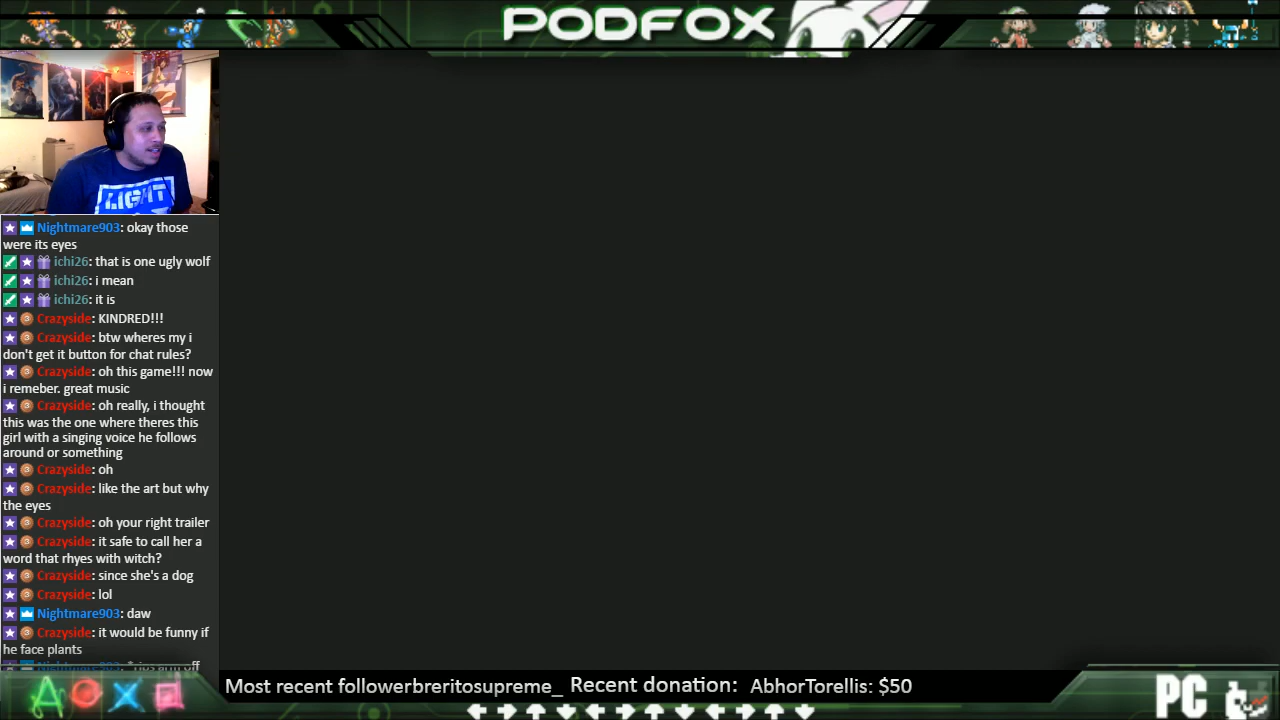 PODFOX
LIGHT
Nightmare903: okay those
were its eyes
ichi26: that is one ugly wolf
ichi26: i mean
ichi26: it is
Crazyside: KINDRED!!!
Crazyside: btw wheres my i
don't get it button for chat rules?
Crazyside: oh this game!!! now
i remeber. great music
Crazyside: oh really, i thought
this was the one where theres this
girl with a singing voice he follows
around or something
Crazyside: oh
Crazyside: like the art but why
the eyes
Crazyside: oh your right trailer
Crazyside: it safe to call her a
word that rhyes with witch?
Crazyside: since she's a dog
Crazyside: lol
Nightmare903: daw
Crazyside: it would be funny if
he face plants
Nightmare903: *rips arm off
Most recent followerbreritosupreme_ Recent donation: AbhorTorellis: $50
PC